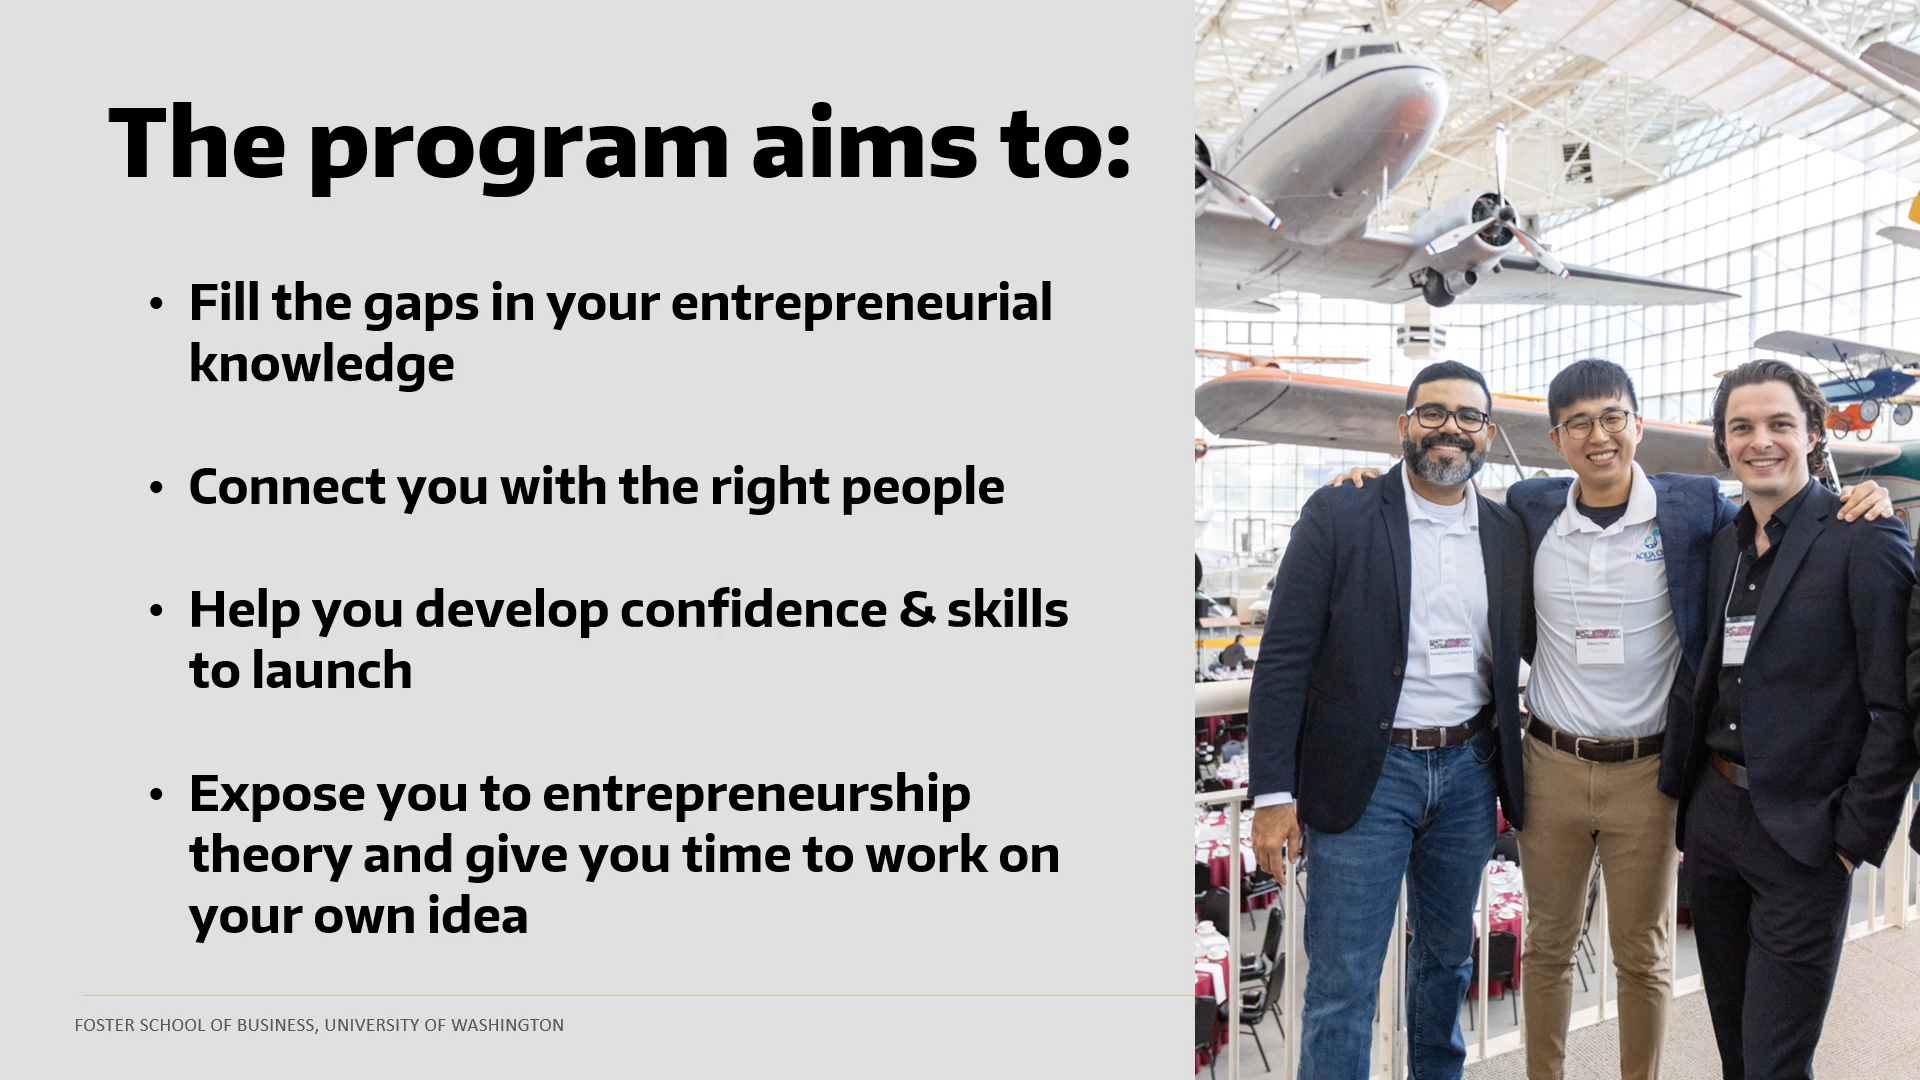 The program aims to:
• Fill the gaps in your entrepreneurial
knowledge
• Connect you with the right people
• Help you develop confidence & skills
to launch
• Expose you to entrepreneurship
theory and give you time to work on
your own idea
FOSTER SCHOOL OF BUSINESS, UNIVERSITY OF WASHINGTON